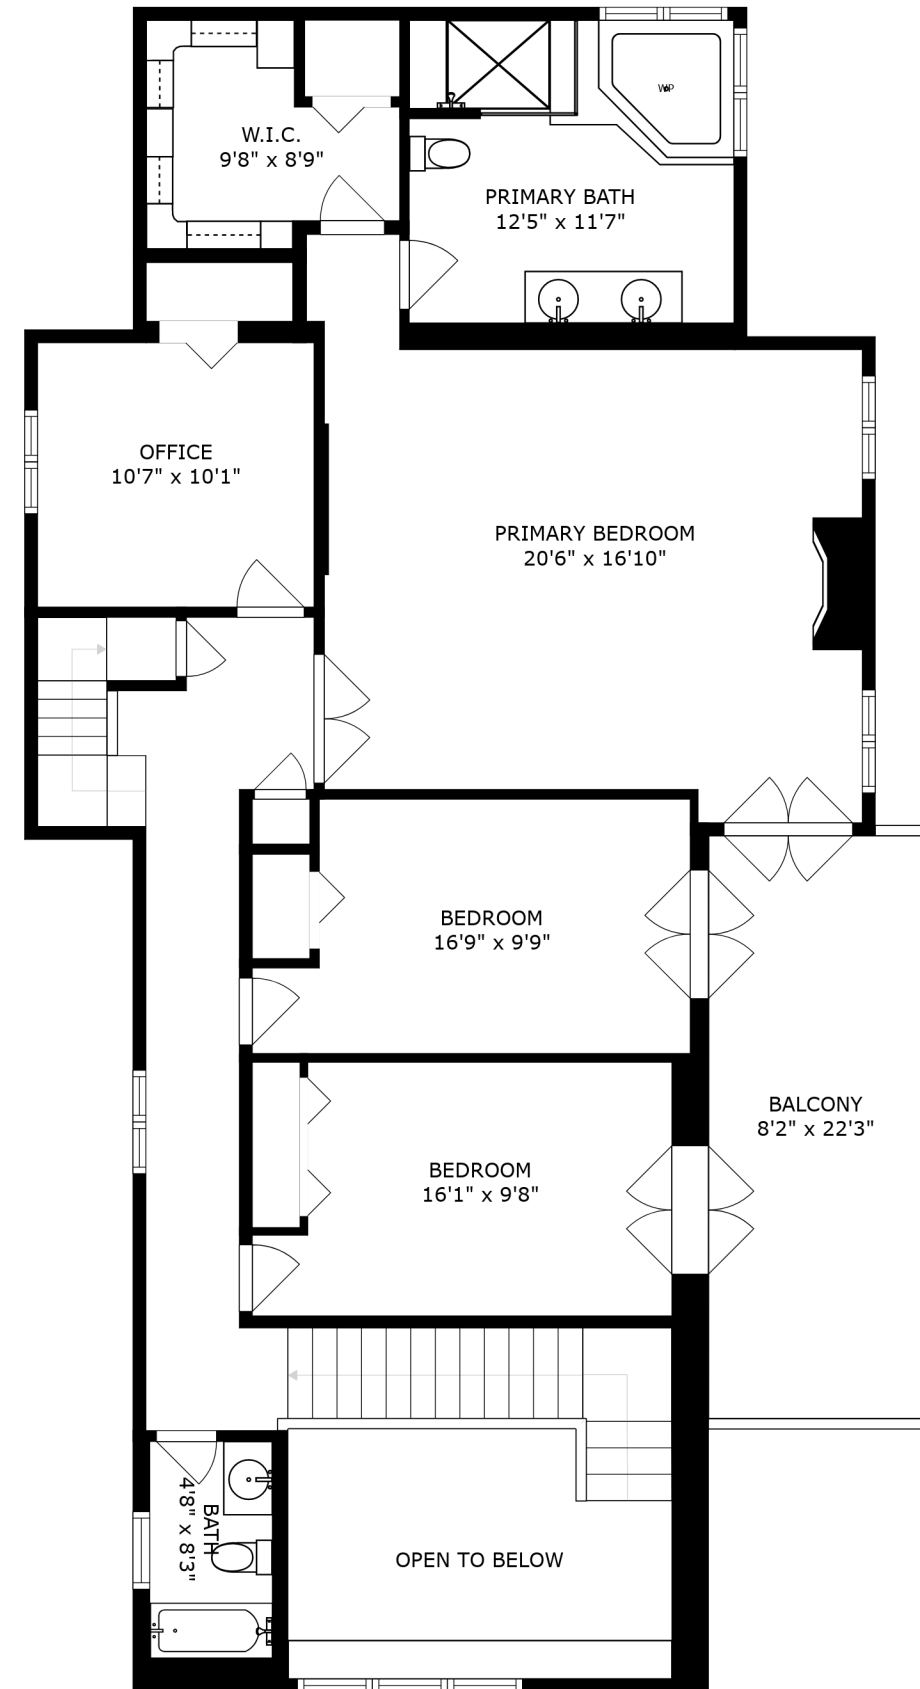 W.I.C.
9'8" x 8'9"
WP
PRIMARY BATH
12'5" x 11'7"
OFFICE
10'7" x 10'1"
PRIMARY BEDROOM
20'6" x 16'10"
BEDROOM
16'9" x 9'9"
BALCONY
8'2" x 22'3"
BEDROOM
16'1" x 9'8"
BATH
4'8" x 8'3"
OPEN TO BELOW